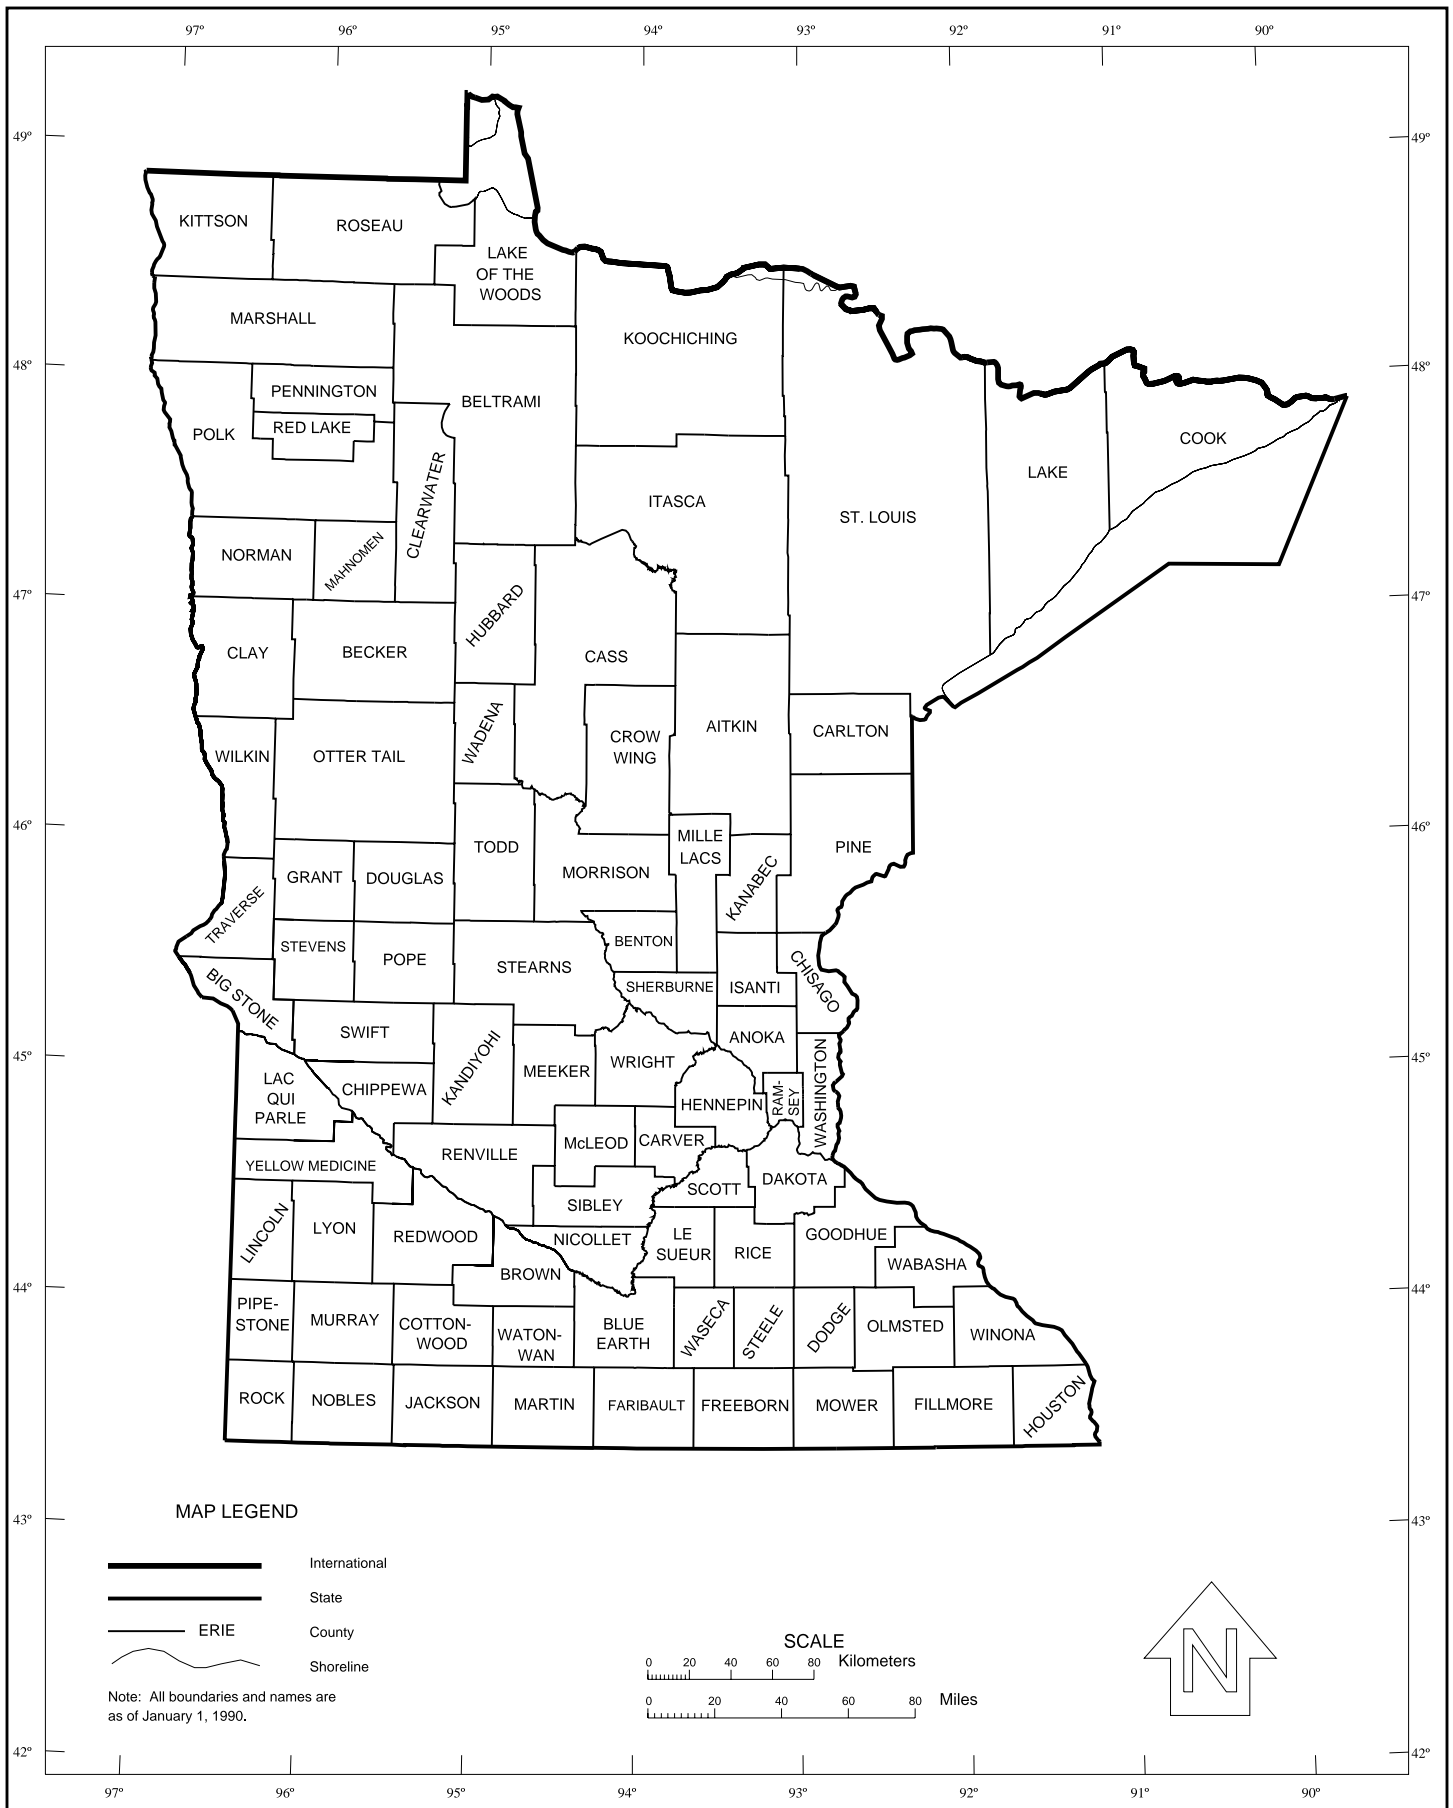 97º 96º 95º 94º 93º 92º 91º 90º
49º 49º
KITTSON
ROSEAU
LAKE
OF THE
WOODS
MARSHALL
KOOCHICHING
48º 48º
PENNINGTON
BELTRAMI
RED LAKE
POLK
COOK
LAKE
CLEARWATER
ITASCA
ST. LOUIS
NORMAN
MAHNOMEN
47º 47º
HUBBARD
CLAY
BECKER
CASS
WADENA
AITKIN
CARLTON
CROW
WING
WILKIN
OTTER TAIL
46º 46º
MILLE
LACS
TODD
PINE
MORRISON
KANABEC
GRANT
DOUGLAS
TRAVERSE
STEVENS
BENTON
POPE
STEARNS
CHISAGO
BIG STONE
SHERBURNE
ISANTI
SWIFT
ANOKA
45º 45º
KANDIYOHI
WRIGHT
MEEKER
WASHINGTON
LAC
QUI
PARLE
CHIPPEWA
RAM-
SEY
HENNEPIN
McLEOD
CARVER
RENVILLE
YELLOW MEDICINE
DAKOTA
SCOTT
SIBLEY
LINCOLN
LYON
REDWOOD
NICOLLET
LE
SUEUR
RICE
GOODHUE
WABASHA
BROWN
44º 44º
PIPE-
STONE
MURRAY
COTTON-
WOOD
WATON-
WAN
BLUE
EARTH
WASECA
STEELE
DODGE
OLMSTED
WINONA
ROCK
NOBLES
JACKSON
MARTIN
FARIBAULT
FREEBORN
MOWER
FILLMORE
HOUSTON
MAP LEGEND
43º 43º
International
State
ERIE County
Shoreline
Note: All boundaries and names are
as of January 1, 1990.
SCALE
0 20 40 60 80 Kilometers
0 20 40 60 80 Miles
N
42º 42º
97º 96º 95º 94º 93º 92º 91º 90º